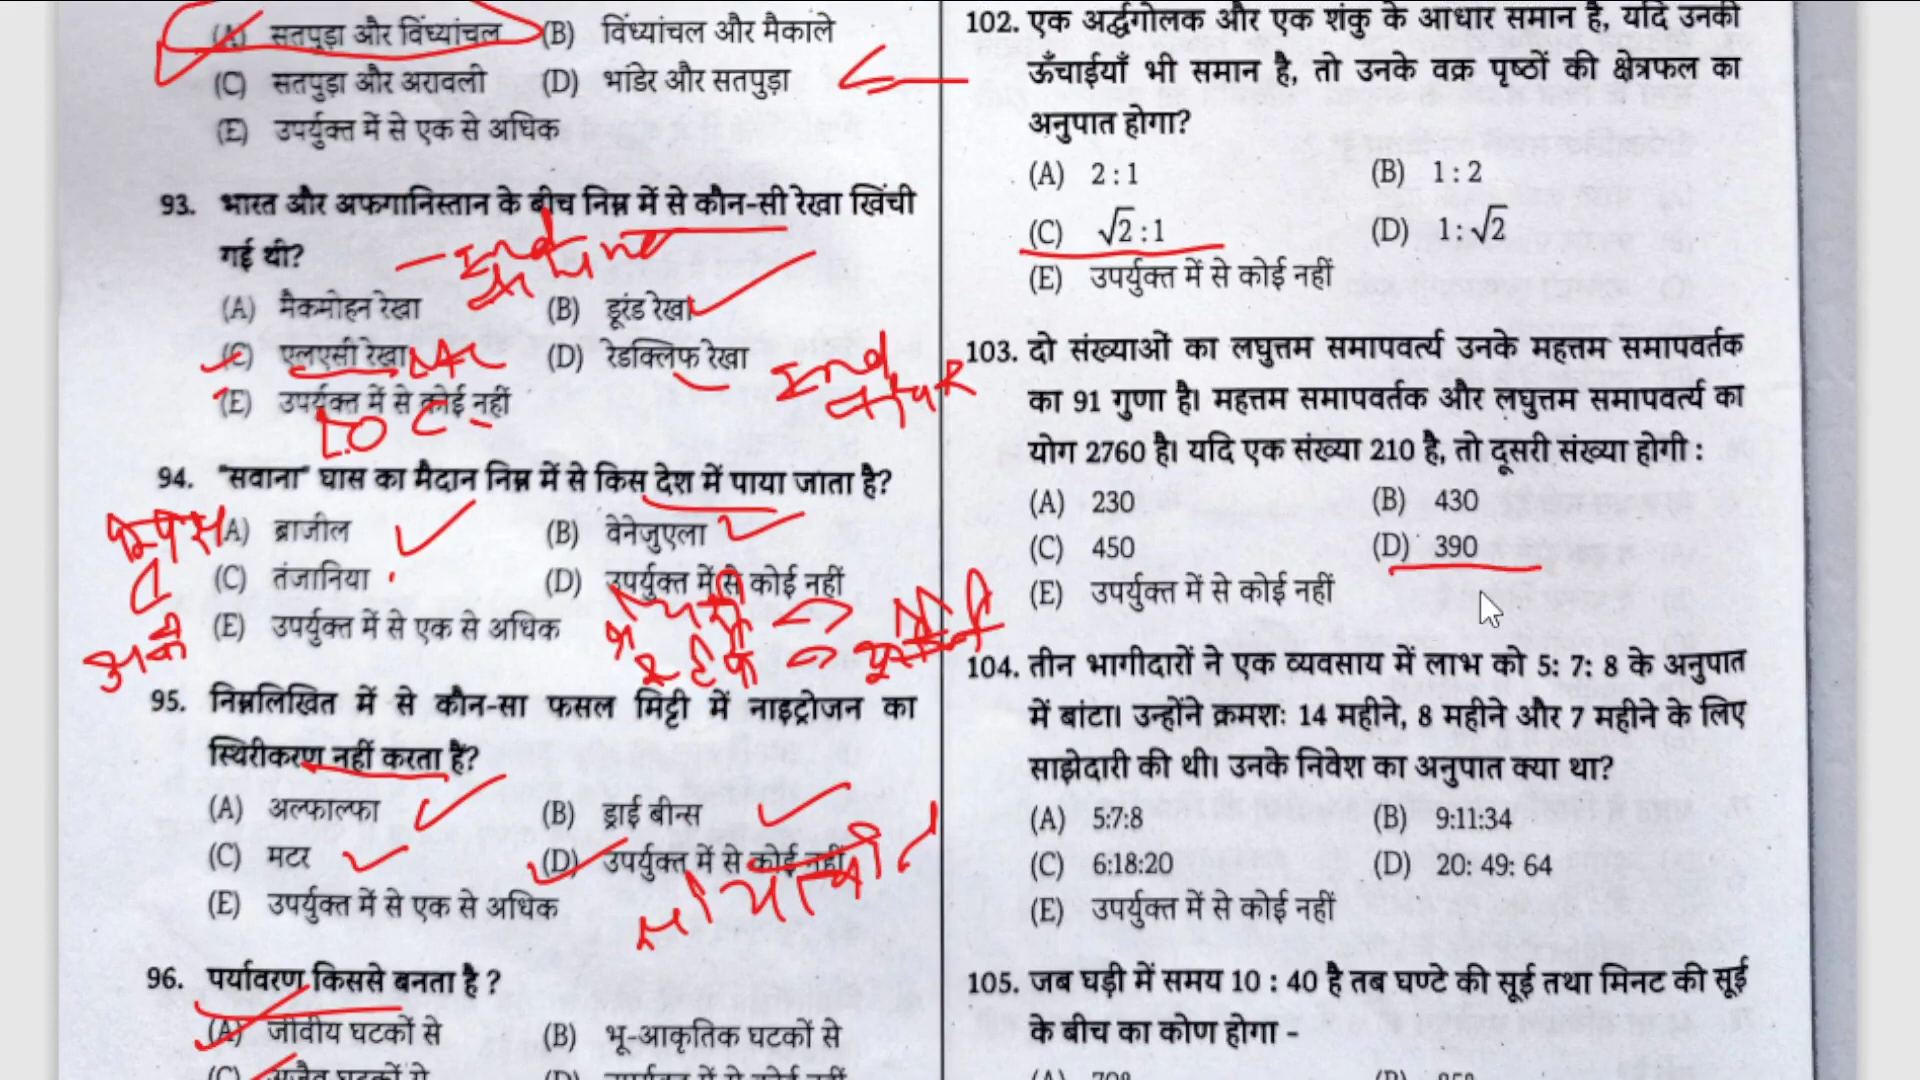 (A) सतपुड़ा और विंध्यांचल (B) विंध्यांचल और मैकाले
(C) सतपुड़ा और अरावली (D) भांडेर और सतपुड़ा
(E) उपर्युक्त में से एक से अधिक
93. भारत और अफगानिस्तान के बीच निम्न में से कौन-सी रेखा खिंची
गई थी?
(A) मैकमोहन रेखा (B) डूरंड रेखा
(C) एलएसी रेखा (D) रेडक्लिफ रेखा
(E) उपर्युक्त में से कोई नहीं
LOC
94. "सवाना" घास का मैदान निम्न में से किस देश में पाया जाता है?
(A) ब्राजील (B) वेनेजुएला
(C) तंजानिया (D) उपर्युक्त में से कोई नहीं
(E) उपर्युक्त में से एक से अधिक
95. निम्नलिखित में से कौन-सा फसल मिट्टी में नाइट्रोजन का
स्थिरीकरण नहीं करता है?
(A) अल्फाल्फा (B) ड्राई बीन्स
(C) मटर (D) उपर्युक्त में से कोई नहीं
(E) उपर्युक्त में से एक से अधिक
96. पर्यावरण किससे बनता है ?
(A) जीवीय घटकों से (B) भू-आकृतिक घटकों से
102. एक अर्द्धगोलक और एक शंकु के आधार समान है, यदि उनकी
ऊँचाईयाँ भी समान है, तो उनके वक्र पृष्ठों की क्षेत्रफल का
अनुपात होगा?
(A) 2 : 1 (B) 1 : 2
(C) √2 : 1 (D) 1 : √2
(E) उपर्युक्त में से कोई नहीं
103. दो संख्याओं का लघुत्तम समापवर्त्य उनके महत्तम समापवर्तक
का 91 गुणा है। महत्तम समापवर्तक और लघुत्तम समापवर्त्य का
योग 2760 है। यदि एक संख्या 210 है, तो दूसरी संख्या होगी :
(A) 230 (B) 430
(C) 450 (D) 390
(E) उपर्युक्त में से कोई नहीं
104. तीन भागीदारों ने एक व्यवसाय में लाभ को 5: 7: 8 के अनुपात
में बांटा। उन्होंने क्रमशः 14 महीने, 8 महीने और 7 महीने के लिए
साझेदारी की थी। उनके निवेश का अनुपात क्या था?
(A) 5:7:8 (B) 9:11:34
(C) 6:18:20 (D) 20: 49: 64
(E) उपर्युक्त में से कोई नहीं
105. जब घड़ी में समय 10 : 40 है तब घण्टे की सूई तथा मिनट की सूई
के बीच का कोण होगा -